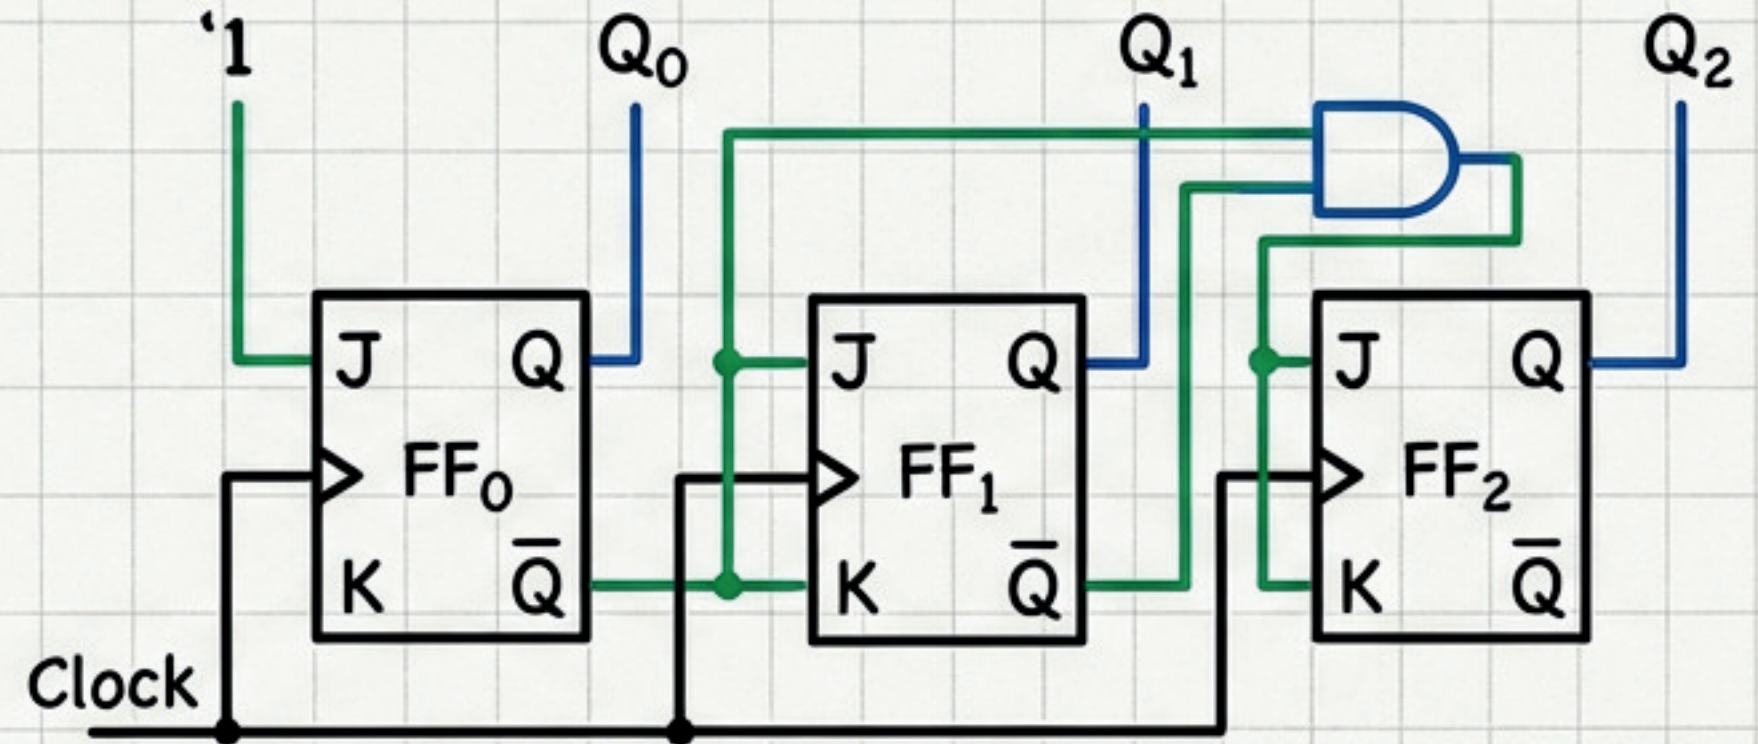 ‘1 Q₀ Q₁ Q₂
J Q J Q J Q
FF₀ FF₁ FF₂
K Q̅ K Q̅ K Q̅
Clock